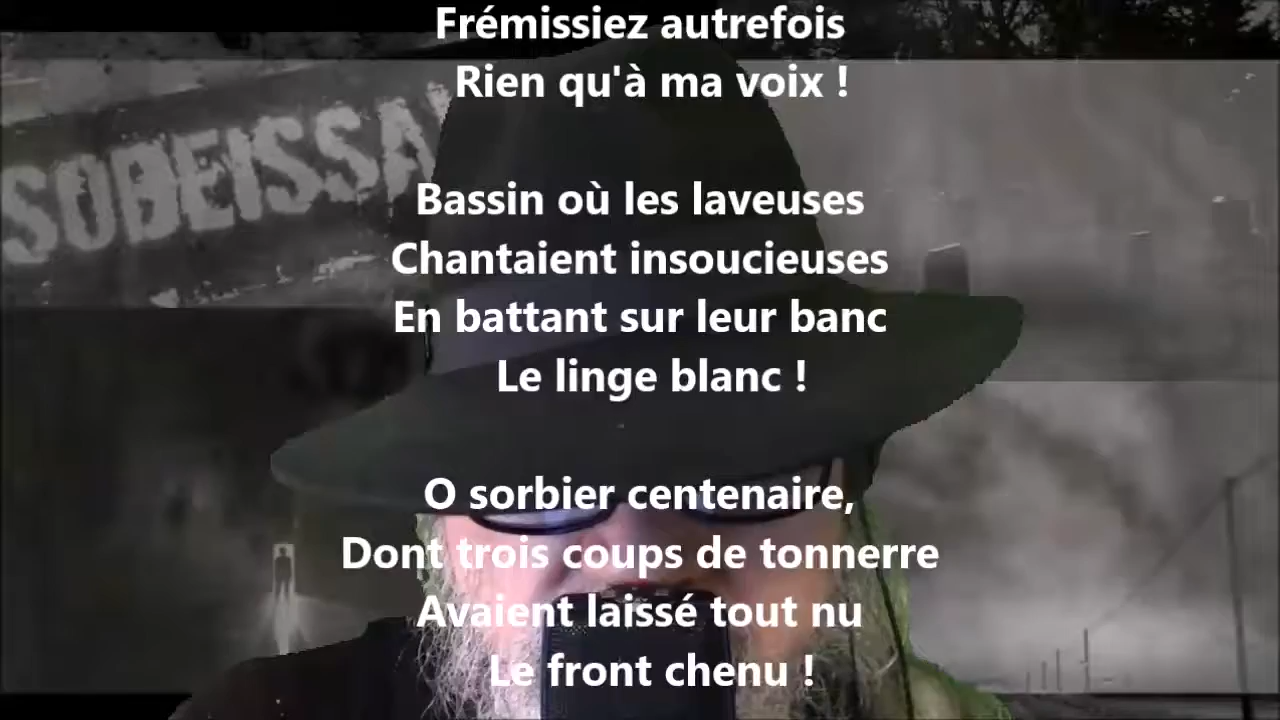 Frémissiez autrefois
Rien qu'à ma voix !
SOBEISSA
Bassin où les laveuses
Chantaient insoucieuses
En battant sur leur banc
Le linge blanc !
O sorbier centenaire,
Dont trois coups de tonnerre
Avaient laissé tout nu
Le front chenu !